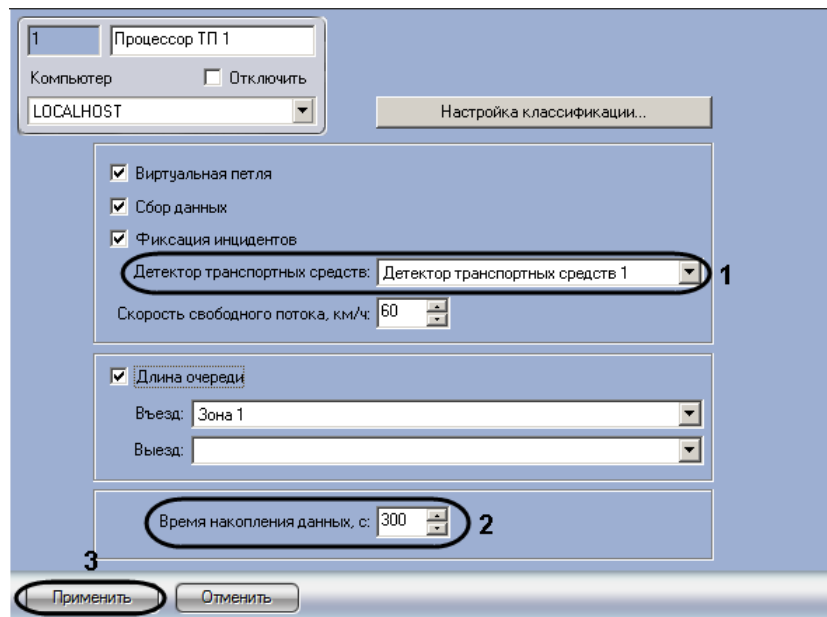 1 Процессор ТП 1
Компьютер Отключить
LOCALHOST
Настройка классификации...
Виртуальная петля
Сбор данных
Фиксация инцидентов
Детектор транспортных средств: Детектор транспортных средств 1 1
Скорость свободного потока, км/ч: 60
Длина очереди
Въезд: Зона 1
Выезд:
Время накопления данных, с: 300 2
3
Применить Отменить